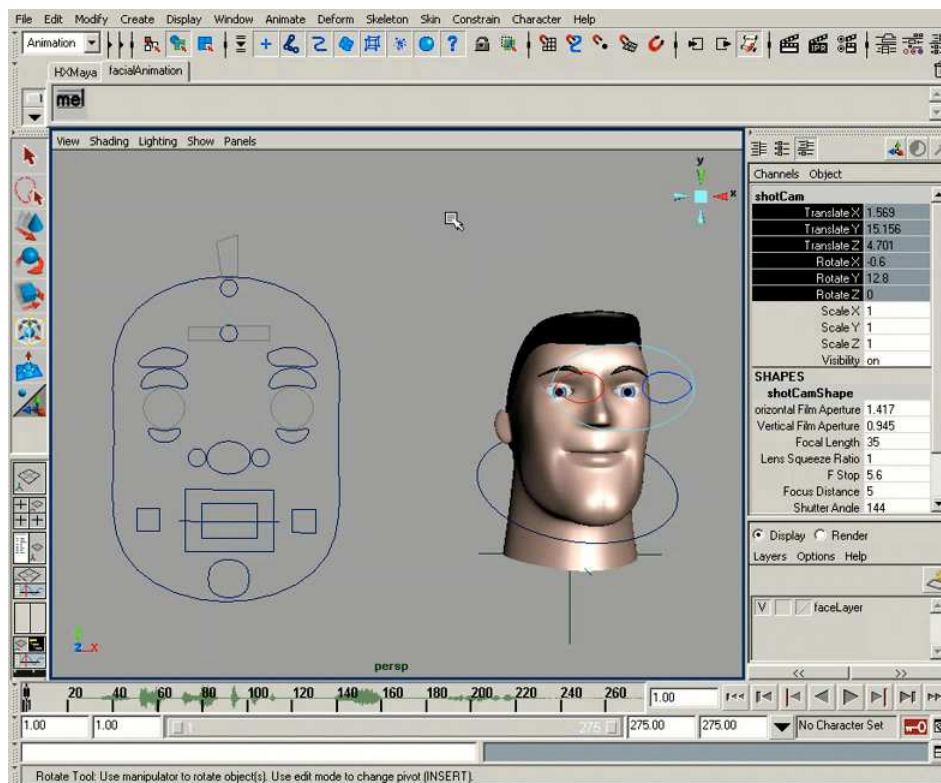 File Edit Modify Create Display Window Animate Deform Skeleton Skin Constrain Character Help
Animation
IPR
HXMaya facialAnimation
mel
View Shading Lighting Show Panels
y
x
Channels Object
shotCam
Translate X 1.569
Translate Y 15.156
Translate Z 4.701
Rotate X -0.6
Rotate Y 12.8
Rotate Z 0
Scale X 1
Scale Y 1
Scale Z 1
Visibility on
SHAPES
shotCamShape
orizontal Film Aperture 1.417
Vertical Film Aperture 0.945
Focal Length 35
Lens Squeeze Ratio 1
F Stop 5.6
Focus Distance 5
Shutter Angle 144
Display Render
Layers Options Help
V faceLayer
z x
persp
<< >>
20 40 60 80 100 120 140 160 180 200 220 240 260
1.00
1.00 1.00 1 275 275.00 275.00 No Character Set
Rotate Tool: Use manipulator to rotate object(s). Use edit mode to change pivot (INSERT).